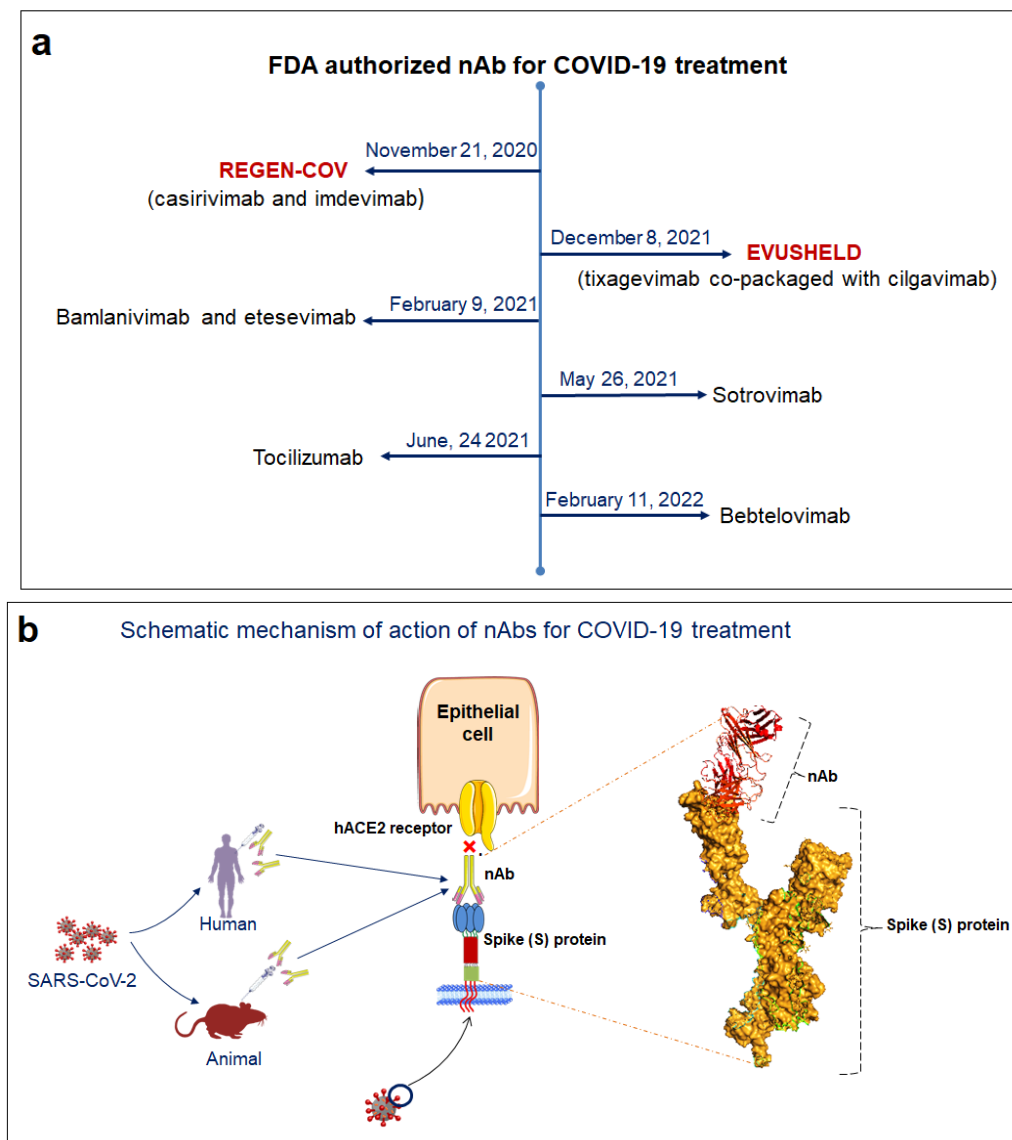 a
FDA authorized nAb for COVID-19 treatment
November 21, 2020
REGEN-COV
(casirivimab and imdevimab)
December 8, 2021
EVUSHELD
(tixagevimab co-packaged with cilgavimab)
February 9, 2021
Bamlanivimab and etesevimab
May 26, 2021
Sotrovimab
June, 24 2021
Tocilizumab
February 11, 2022
Bebtelovimab
b
Schematic mechanism of action of nAbs for COVID-19 treatment
Epithelial
cell
hACE2 receptor
nAb
Spike (S) protein
Human
SARS-CoV-2
Animal
nAb
Spike (S) protein